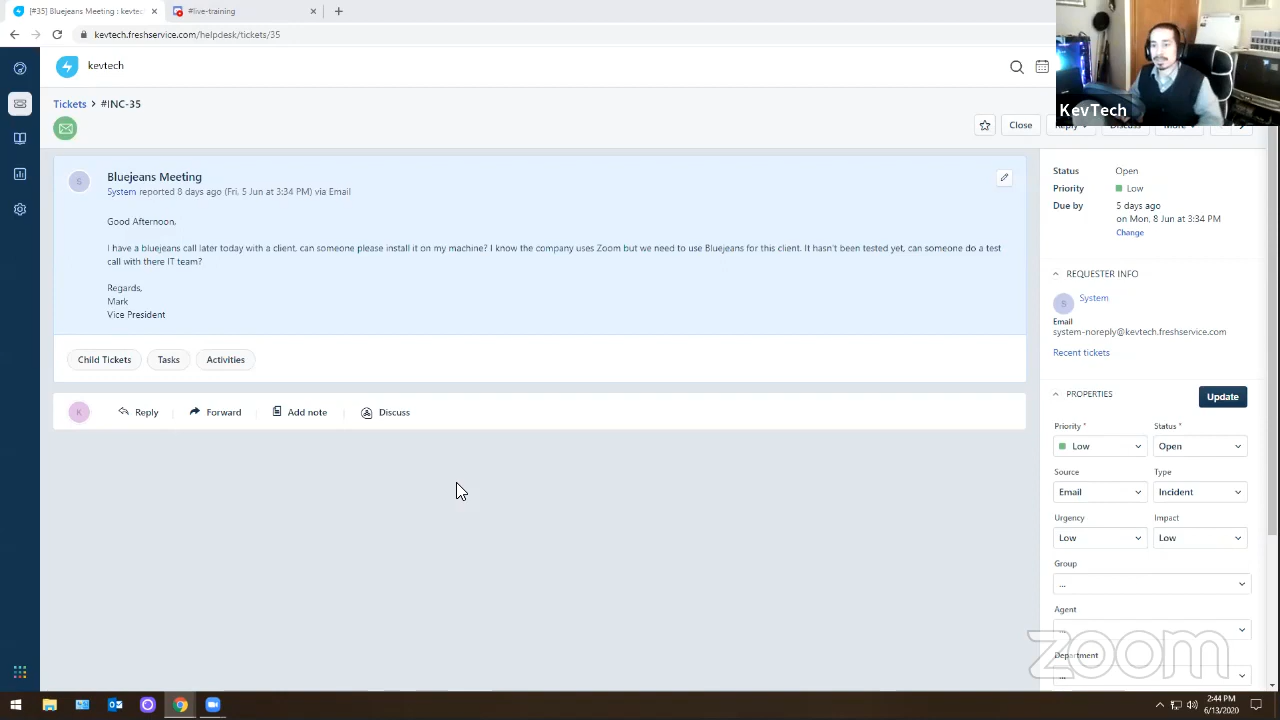 [#35] Bluejeans Meeting : kevtech
#live-training
kevtech.freshservice.com/helpdesk/tickets/35
kevtech
Tickets > #INC-35
Close
Reply
Discuss
More
KevTech
S
Bluejeans Meeting
System reported 8 days ago (Fri, 5 Jun at 3:34 PM) via Email
Good Afternoon,
I have a bluejeans call later today with a client, can someone please install it on my machine? I know the company uses Zoom but we need to use Bluejeans for this client. It hasn't been tested yet, can someone do a test
call with there IT team?
Regards,
Mark
Vice President
Child Tickets
Tasks
Activities
K
Reply
Forward
Add note
Discuss
Status Open
Priority Low
Due by 5 days ago
on Mon, 8 Jun at 3:34 PM
Change
REQUESTER INFO
S
System
Email
system-noreply@kevtech.freshservice.com
Recent tickets
PROPERTIES
Update
Priority * Status *
Low Open
Source Type
Email Incident
Urgency Impact
Low Low
Group
...
Agent
...
Department
...
zoom
2:44 PM
6/13/2020